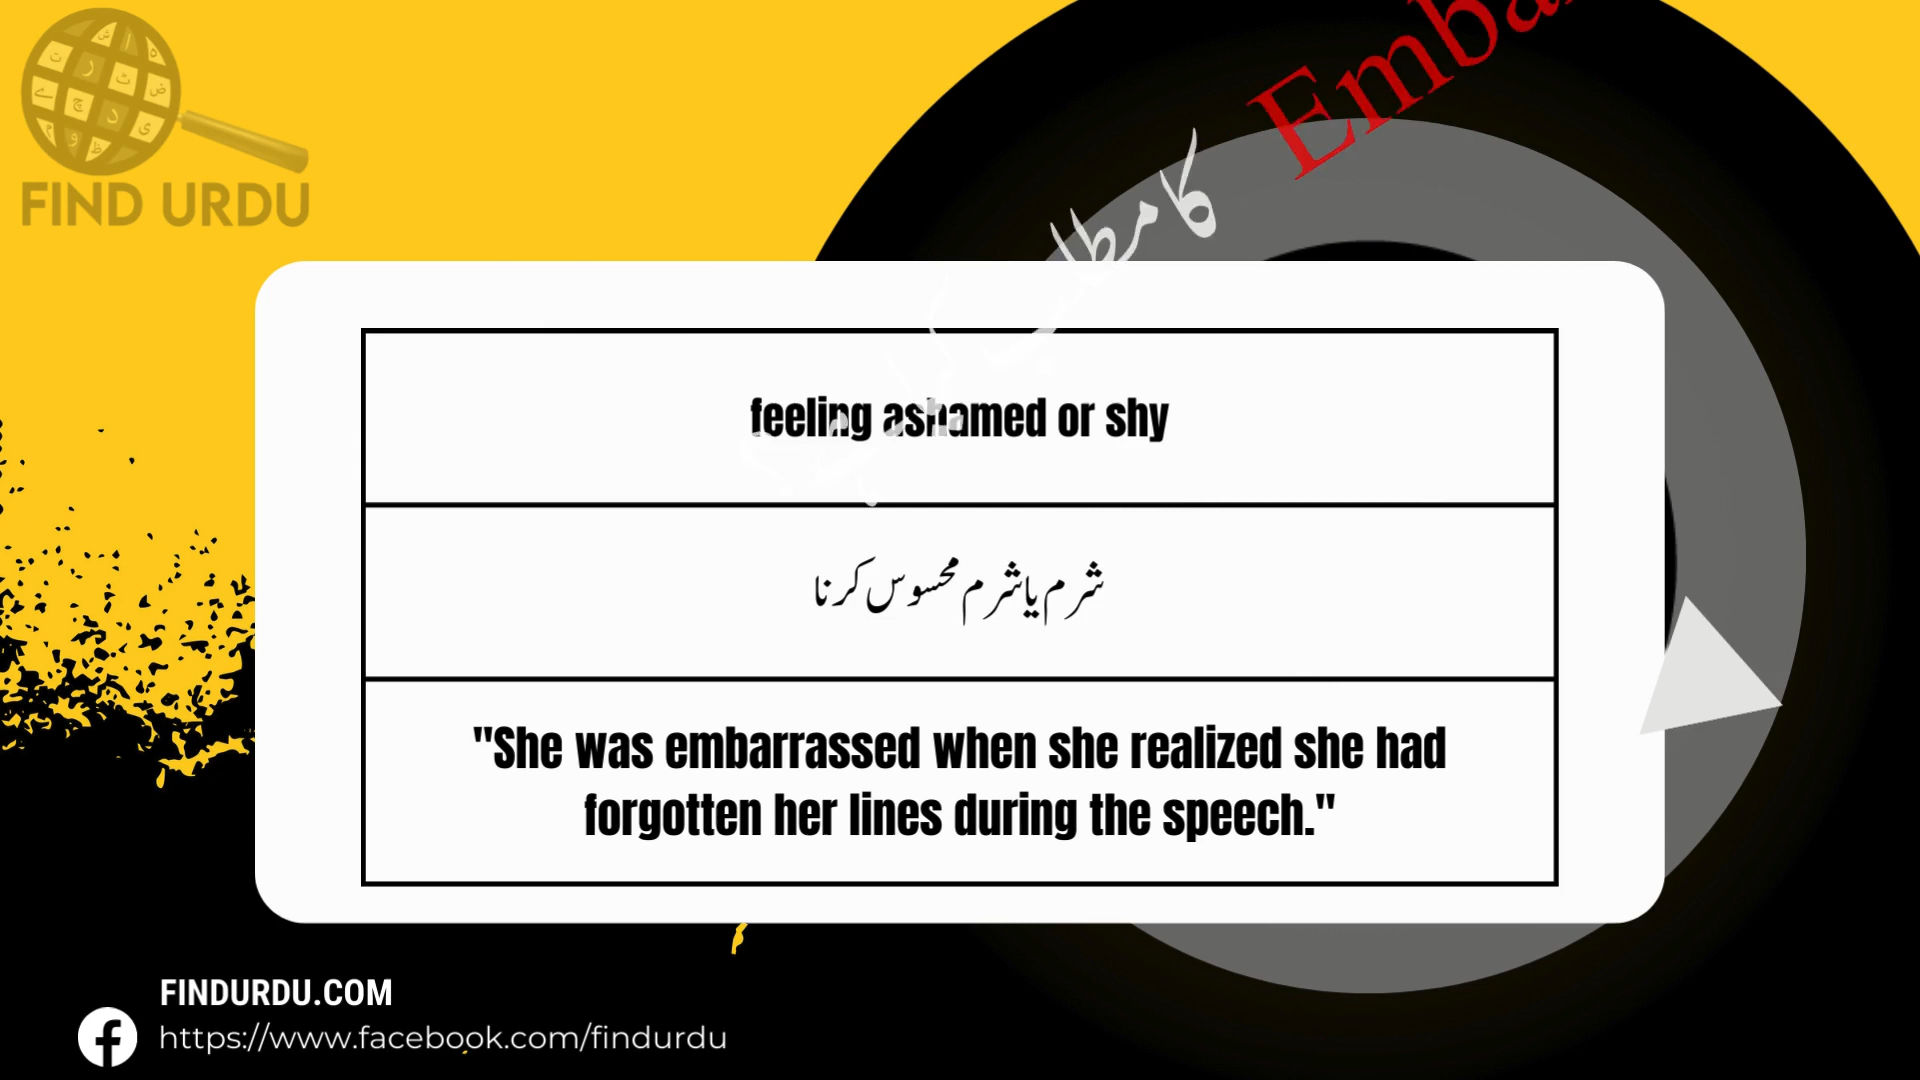 FIND URDU
کا مطلب
feeling ashamed or shy
شرم یا شرم محسوس کرنا
"She was embarrassed when she realized she had
forgotten her lines during the speech."
FINDURDU.COM
https://www.facebook.com/findurdu